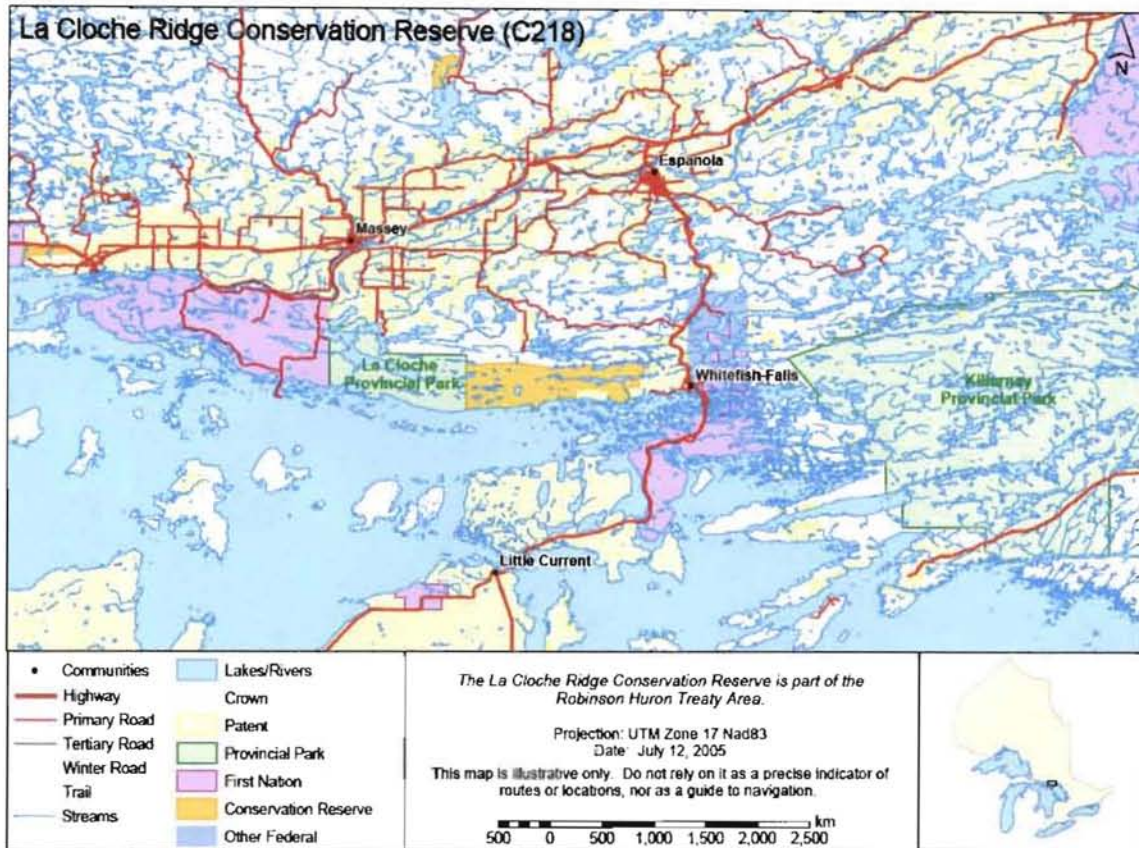 La Cloche Ridge Conservation Reserve (C218)
N
Espanola
Massey
La Cloche
Provincial Park
Whitefish Falls
Killarney
Provincial Park
Little Current
Communities
Highway
Primary Road
Tertiary Road
Winter Road
Trail
Streams
Lakes/Rivers
Crown
Patent
Provincial Park
First Nation
Conservation Reserve
Other Federal
The La Cloche Ridge Conservation Reserve is part of the
Robinson Huron Treaty Area.
Projection: UTM Zone 17 Nad83
Date: July 12, 2005
This map is illustrative only. Do not rely on it as a precise indicator of
routes or locations, nor as a guide to navigation.
km
500 0 500 1,000 1,500 2,000 2,500